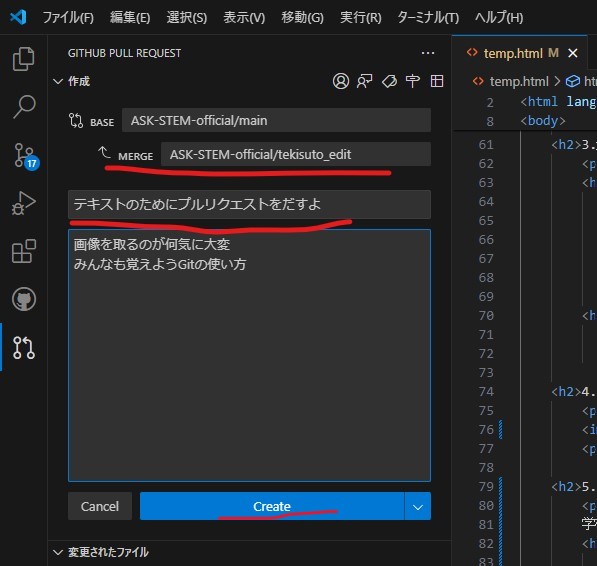 ファイル(F) 編集(E) 選択(S) 表示(V) 移動(G) 実行(R) ターミナル(T) ヘルプ(H)
GITHUB PULL REQUEST
temp.html M
作成
temp.html
BASE ASK-STEM-official/main
MERGE ASK-STEM-official/tekisuto_edit
テキストのためにプルリクエストをだすよ
画像を取るのが何気に大変
みんなも覚えようGitの使い方
17
Cancel Create
変更されたファイル
2 <html lang
8 <body>
61 <h2>3.
62 <p
63 <h
64
65
66
67
68
69
70 <h
71
72
73
74 <h2>4.
75 <p
76 <i
77 <p
78
79 <h2>5.
80 <p
81
82 <h
83